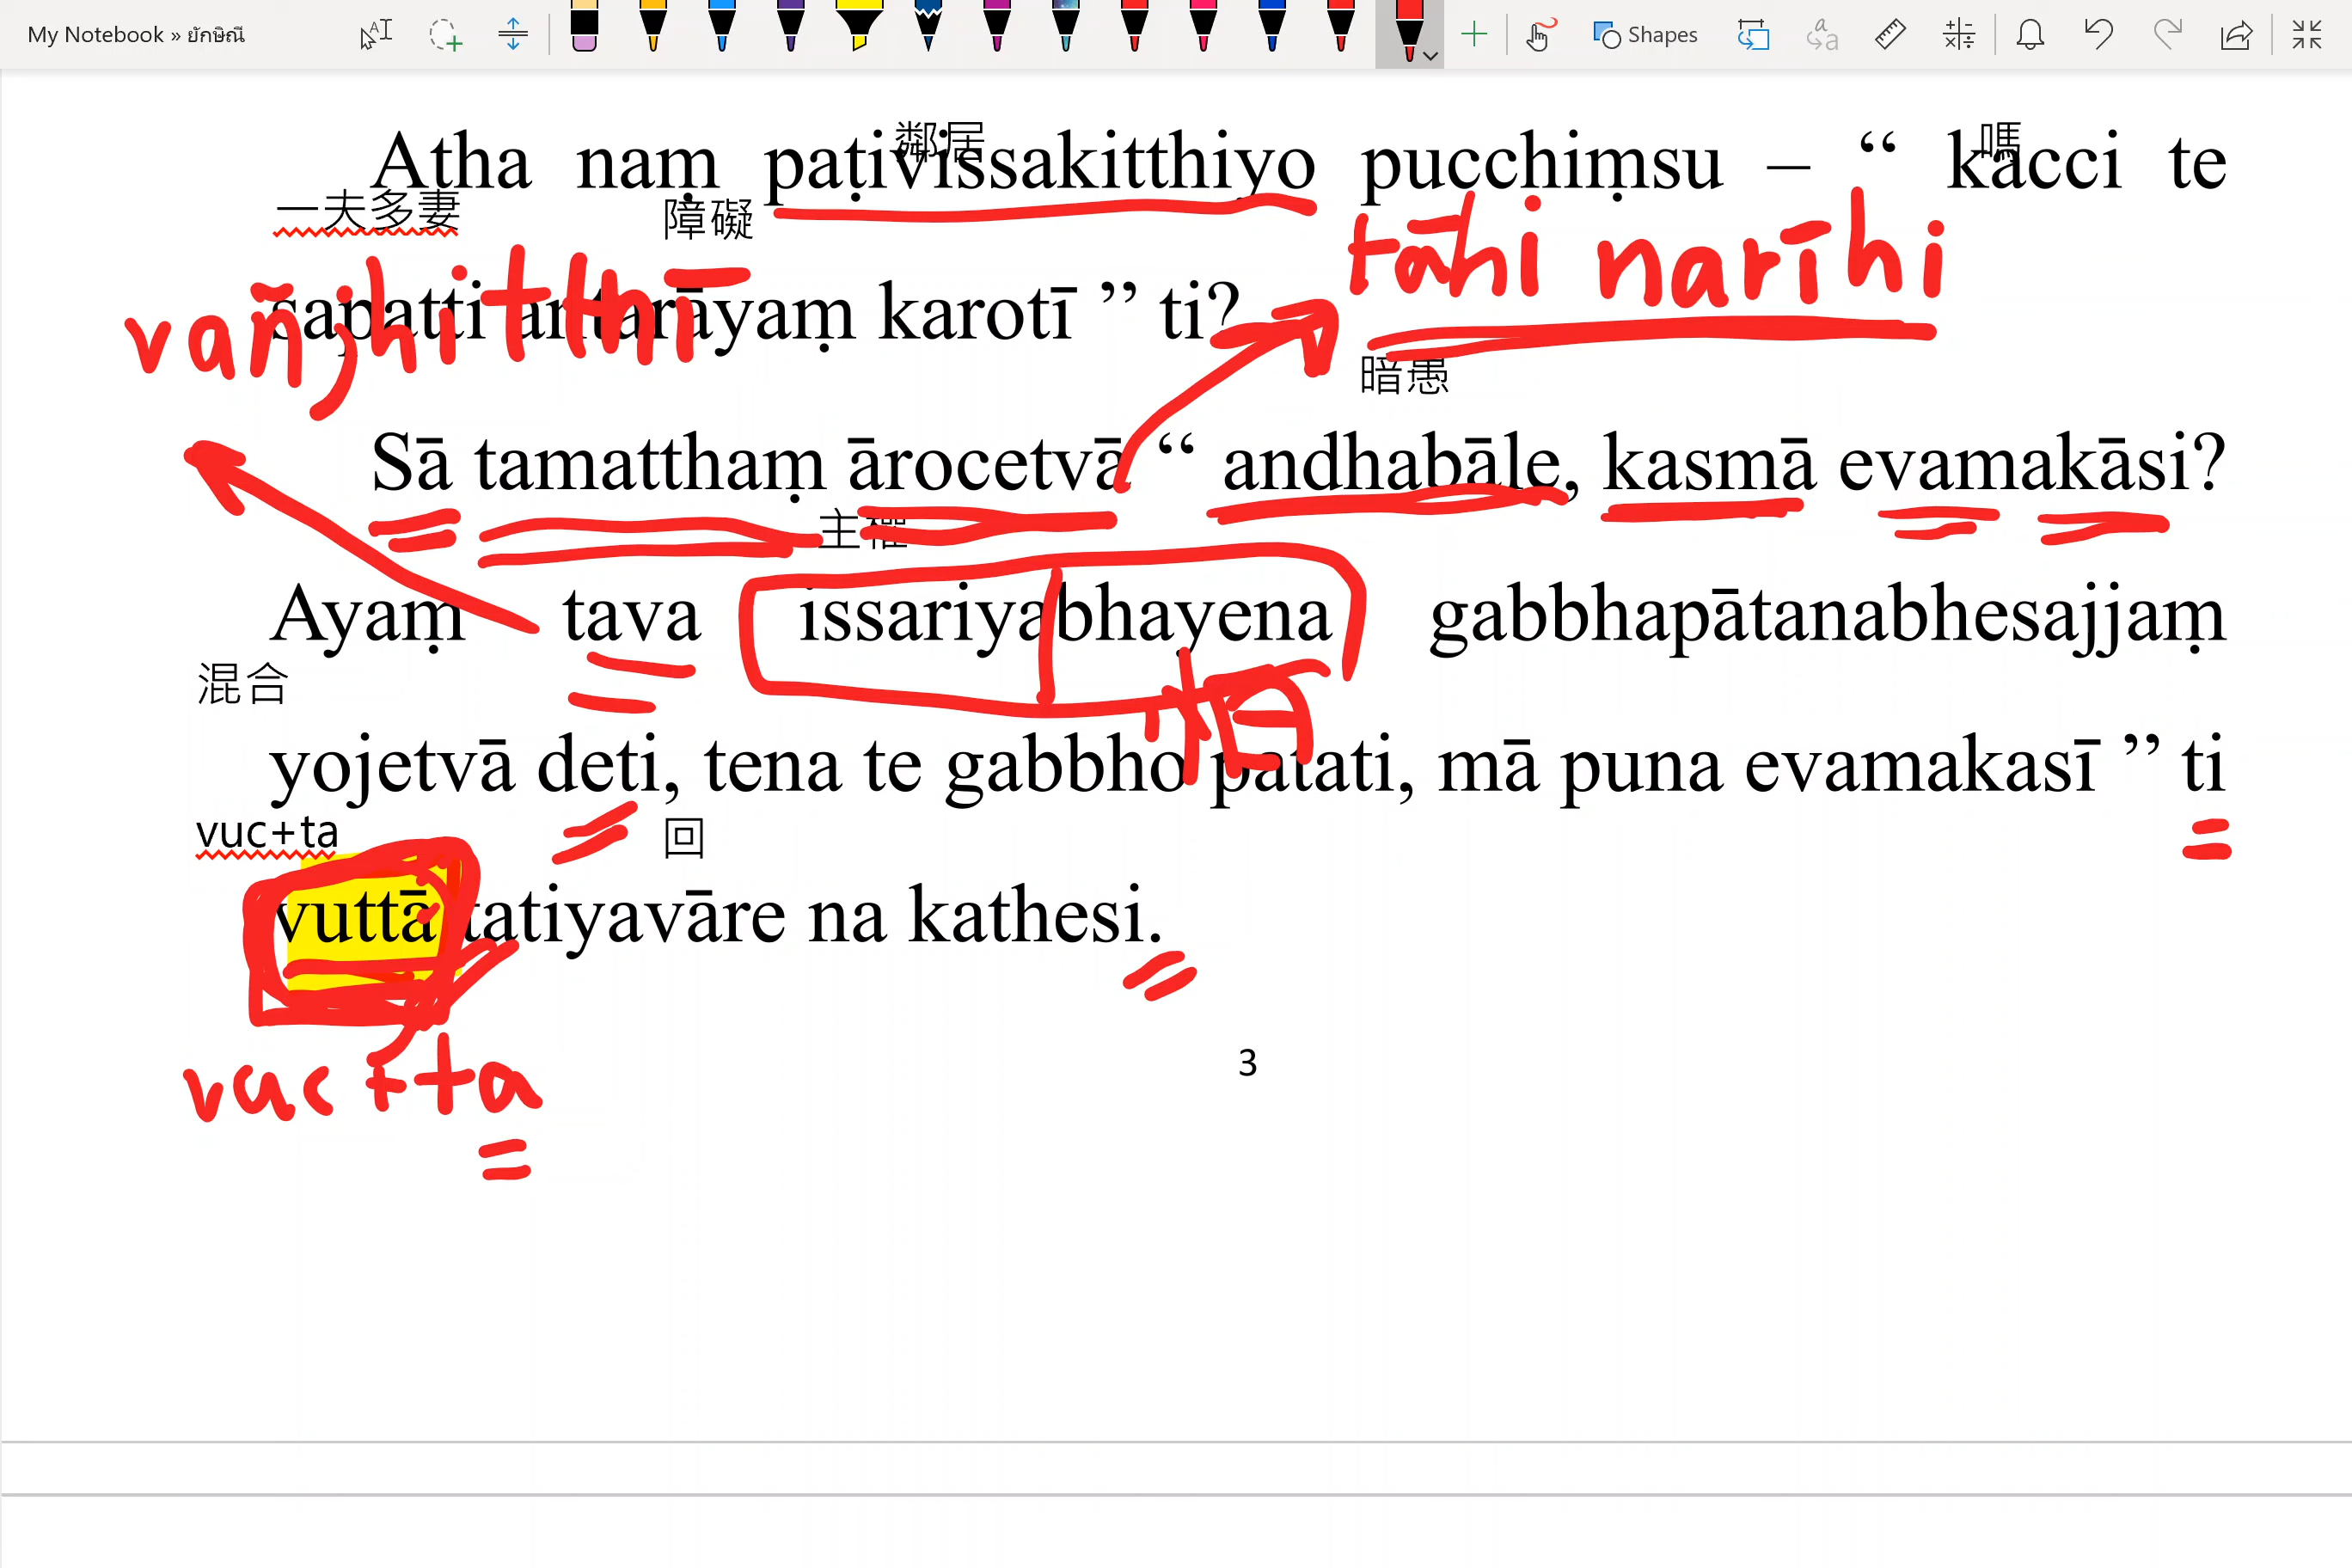 My Notebook » ยักษิณี
Shapes
鄰居 嗎
Atha naṃ paṭivissakitthiyo pucchiṃsu – “ kacci te
一夫多妻 障礙
tāhi narīhi
vañjhitthī
sapatti antarāyaṃ karotī ” ti?
暗愚
Sā tamatthaṃ ārocetvā “ andhabāle, kasmā evamakāsi?
主權
Ayaṃ tava issariyabhayena gabbhapātanabhesajjaṃ
混合
怕
yojetvā deti, tena te gabbho patati, mā puna evamakasī ” ti
vuc+ta 回
vuttā tatiyavāre na kathesi.
vuc+ta
3